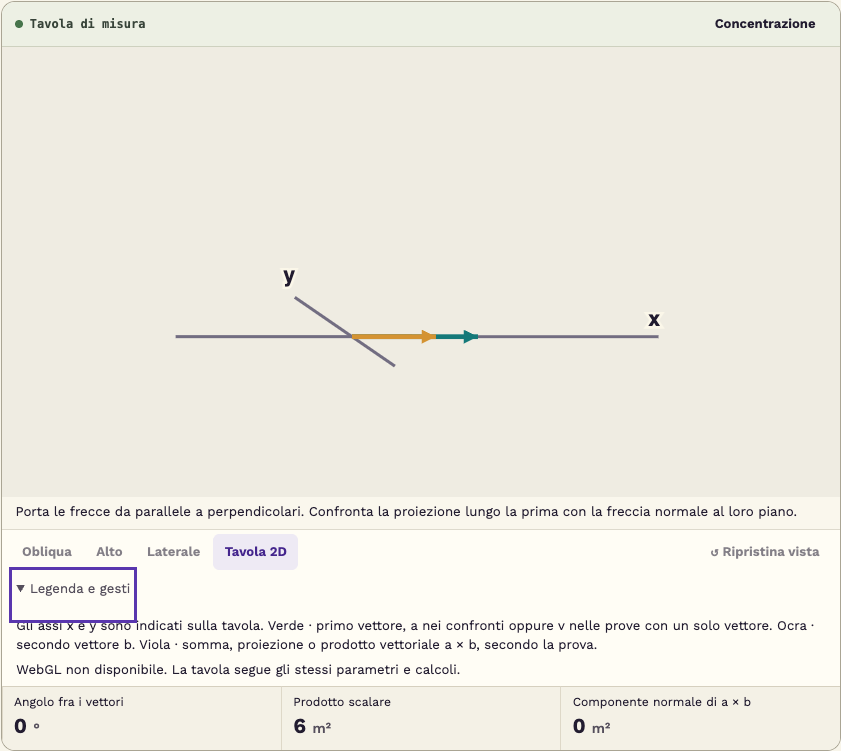 Tavola di misura
Concentrazione
y
x
Porta le frecce da parallele a perpendicolari. Confronta la proiezione lungo la prima con la freccia normale al loro piano.
Obliqua Alto Laterale Tavola 2D ↺ Ripristina vista
▼ Legenda e gesti
Gli assi x e y sono indicati sulla tavola. Verde · primo vettore, a nei confronti oppure v nelle prove con un solo vettore. Ocra ·
secondo vettore b. Viola · somma, proiezione o prodotto vettoriale a × b, secondo la prova.
WebGL non disponibile. La tavola segue gli stessi parametri e calcoli.
Angolo fra i vettori
0 °
Prodotto scalare
6 m²
Componente normale di a × b
0 m²